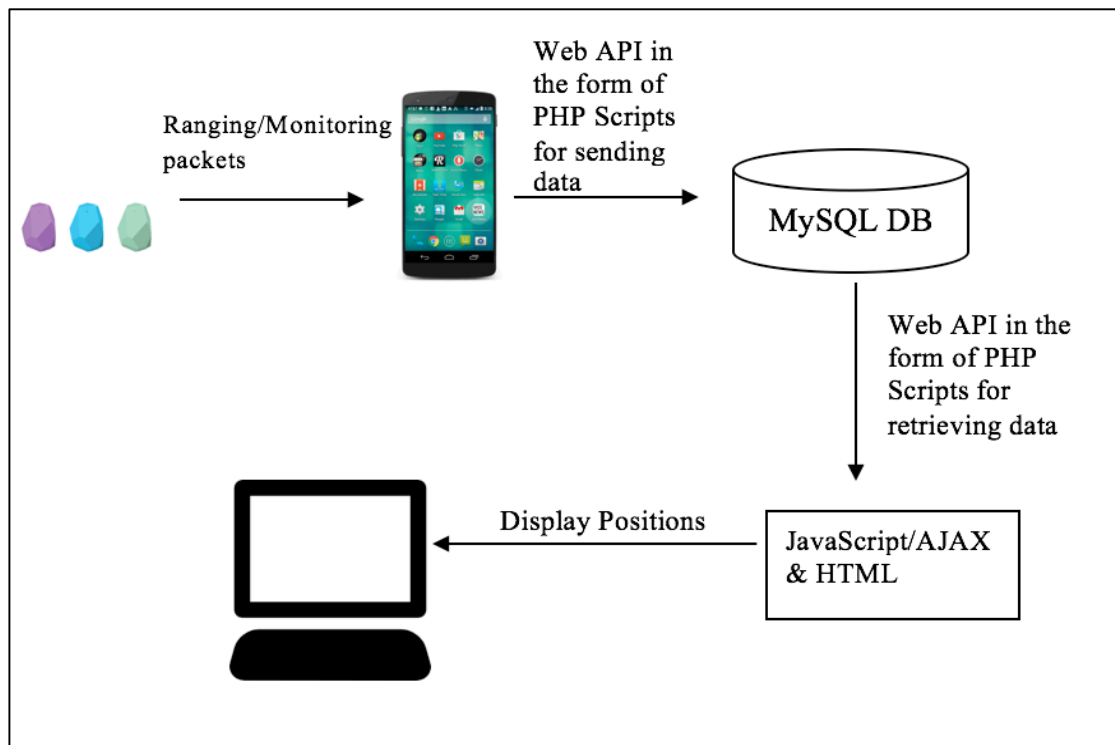 Ranging/Monitoring
packets
Web API in
the form of
PHP Scripts
for sending
data
Google
MySQL DB
Web API in the
form of PHP
Scripts for
retrieving data
JavaScript/AJAX
& HTML
Display Positions